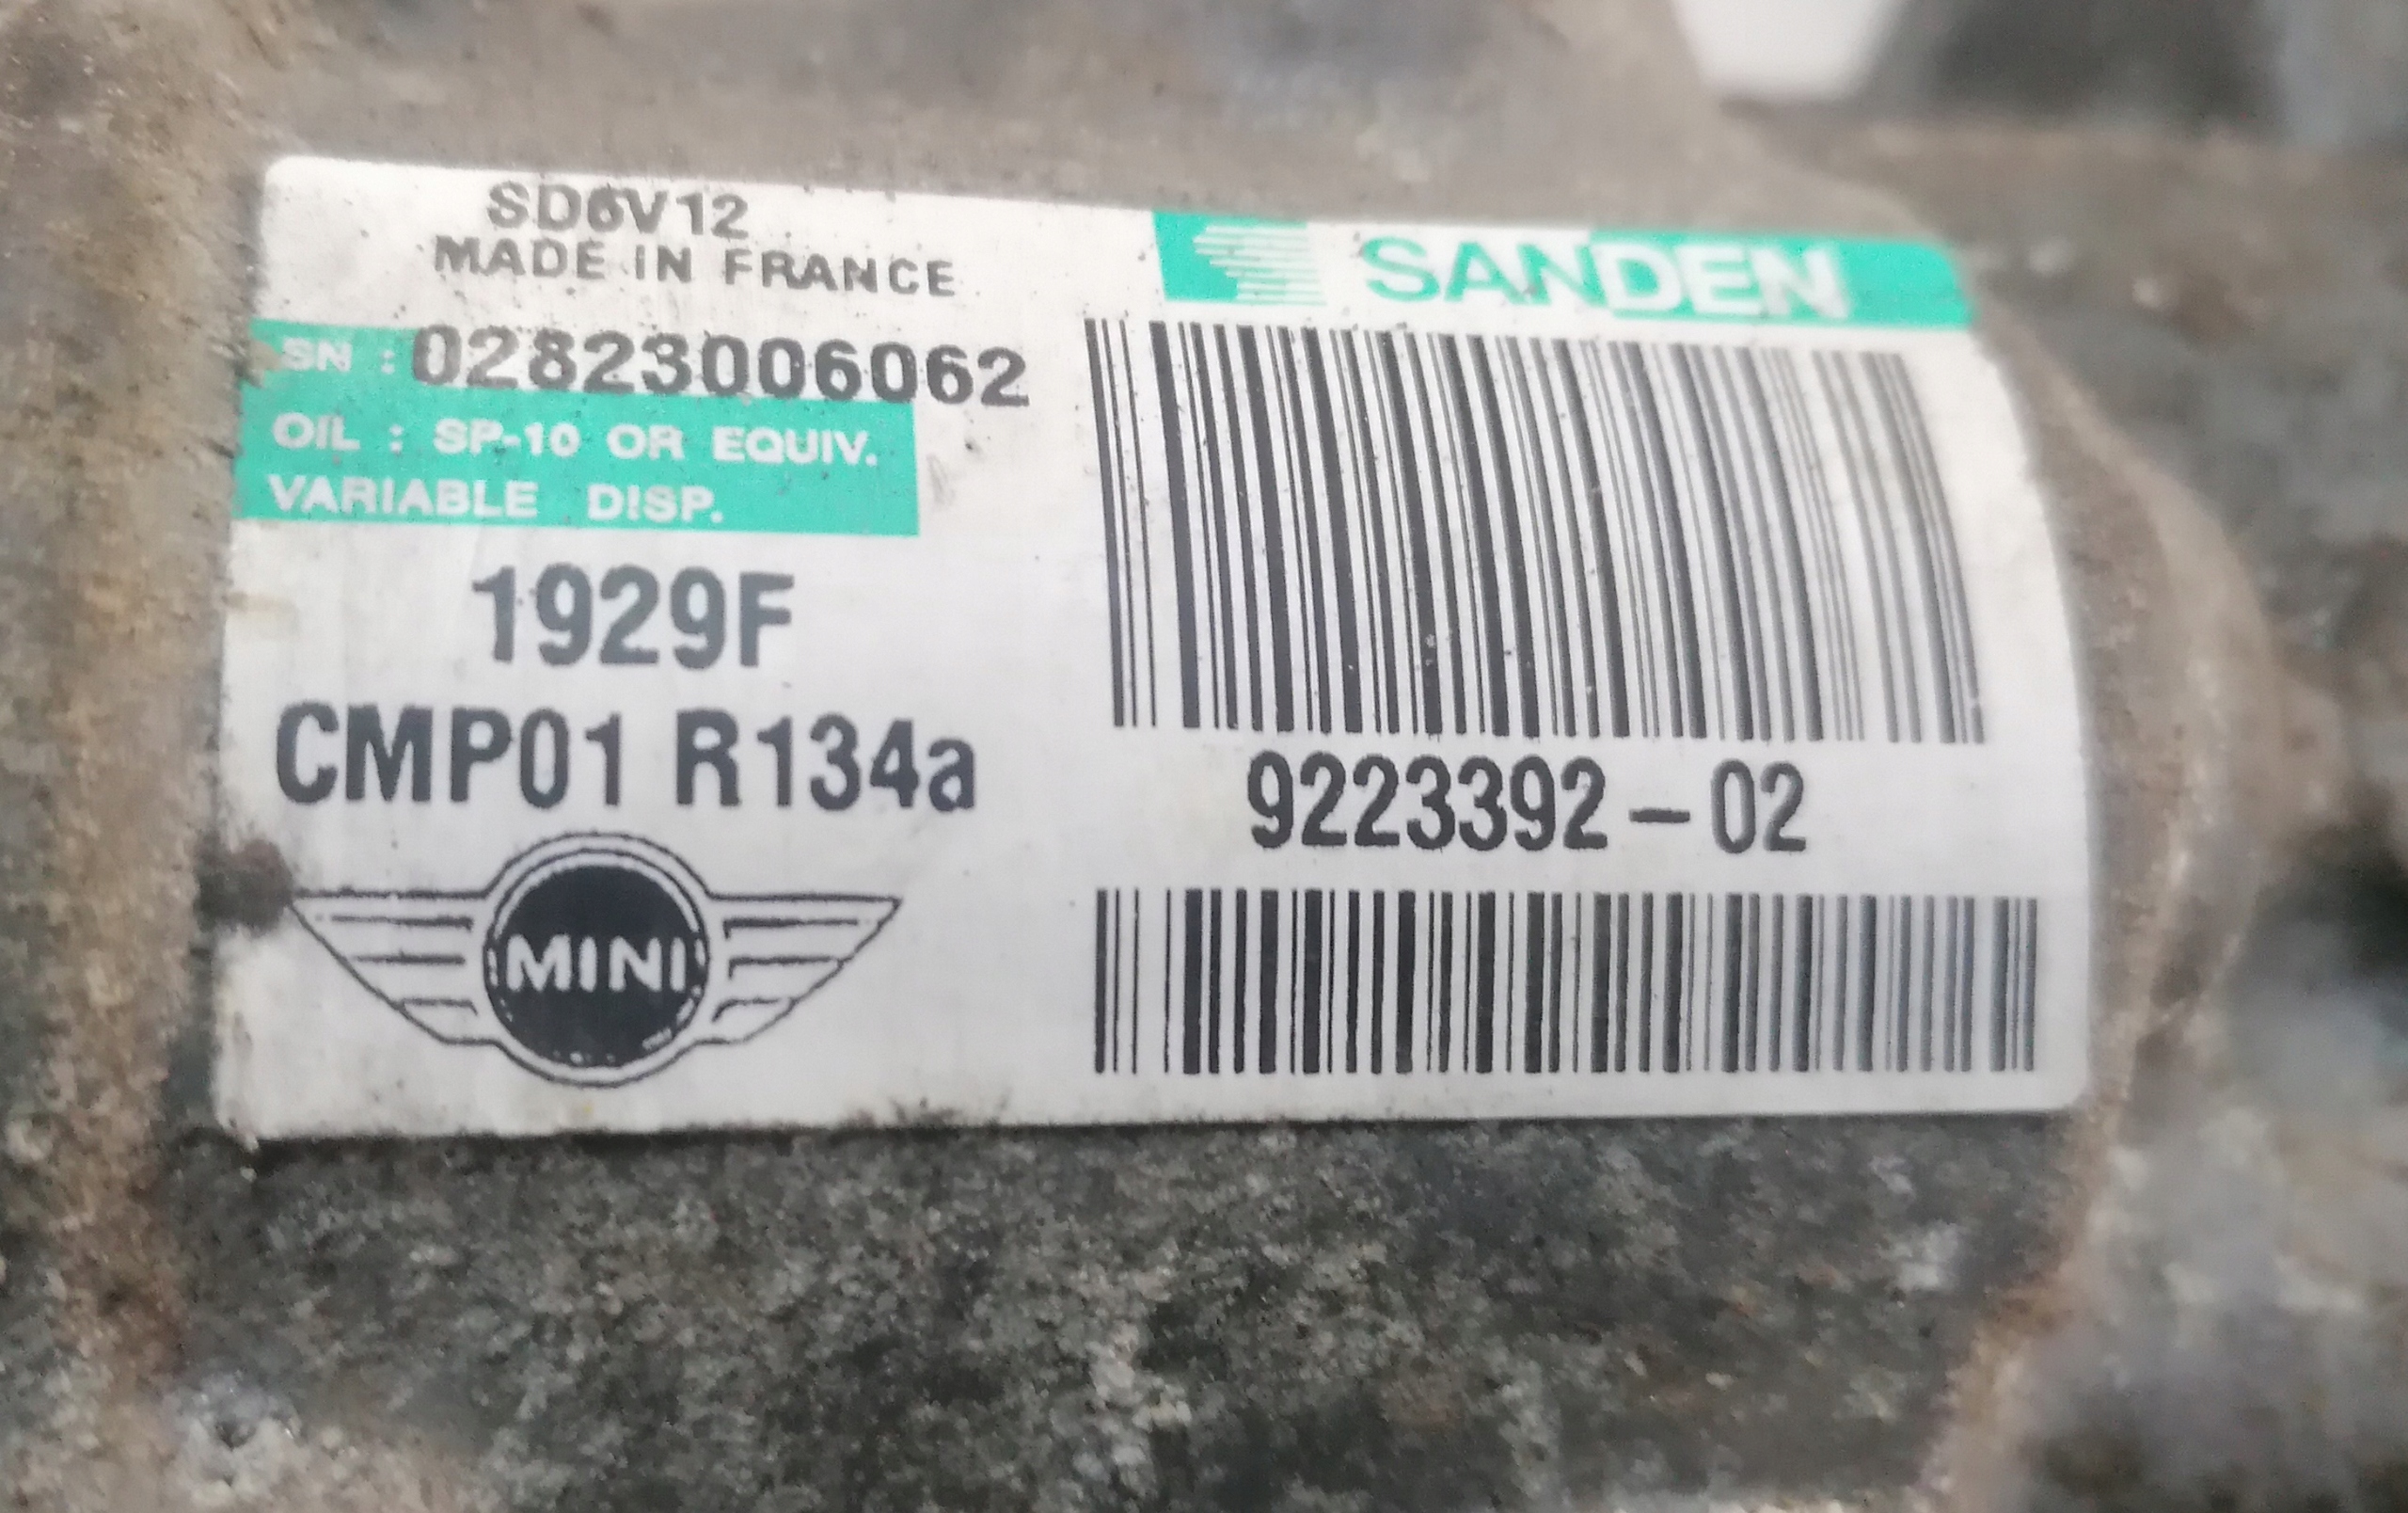 SD6V12
MADE IN FRANCE
SANDEN
SN : 02823006062
OIL : SP-10 OR EQUIV.
VARIABLE DISP.
1929F
CMP01 R134a
9223392-02
MINI